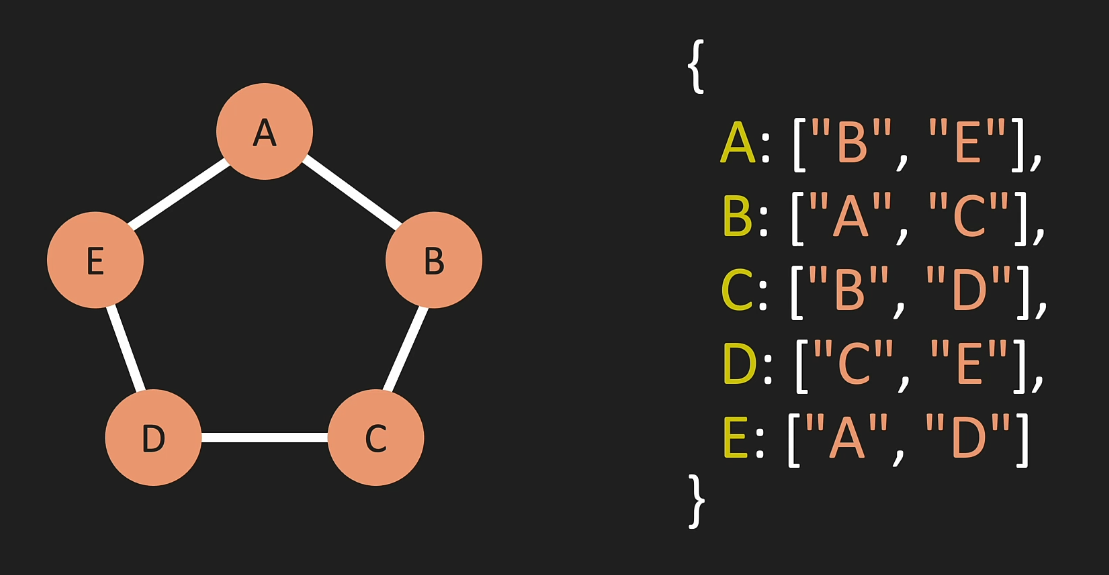 A
E
B
D
C
{
A: ["B", "E"],
B: ["A", "C"],
C: ["B", "D"],
D: ["C", "E"],
E: ["A", "D"]
}